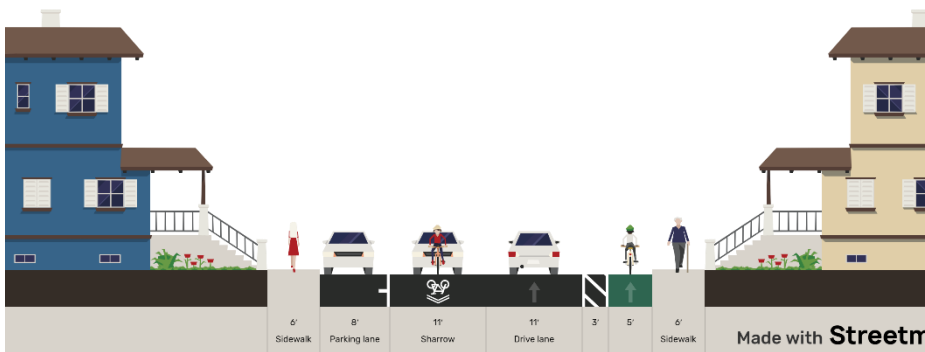 6' 8' 11' 11' 3' 5' 6'
Sidewalk Parking lane Sharrow Drive lane Sidewalk
Made with Streetm